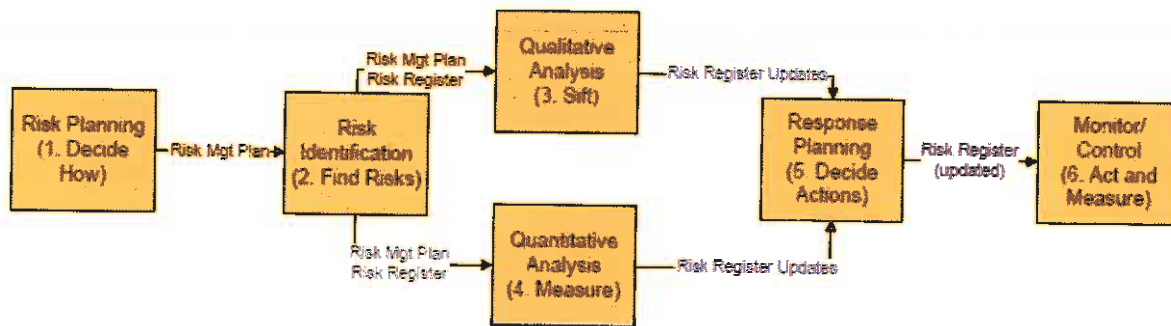 Risk Planning
(1. Decide
How)
Risk Mgt Plan
Risk
Identification
(2. Find Risks)
Risk Mgt Plan
Risk Register
Qualitative
Analysis
(3. Sift)
Risk Register Updates
Risk Mgt Plan
Risk Register
Quantitative
Analysis
(4. Measure)
Risk Register Updates
Response
Planning
(5. Decide
Actions)
Risk Register
(updated)
Monitor/
Control
(6. Act and
Measure)